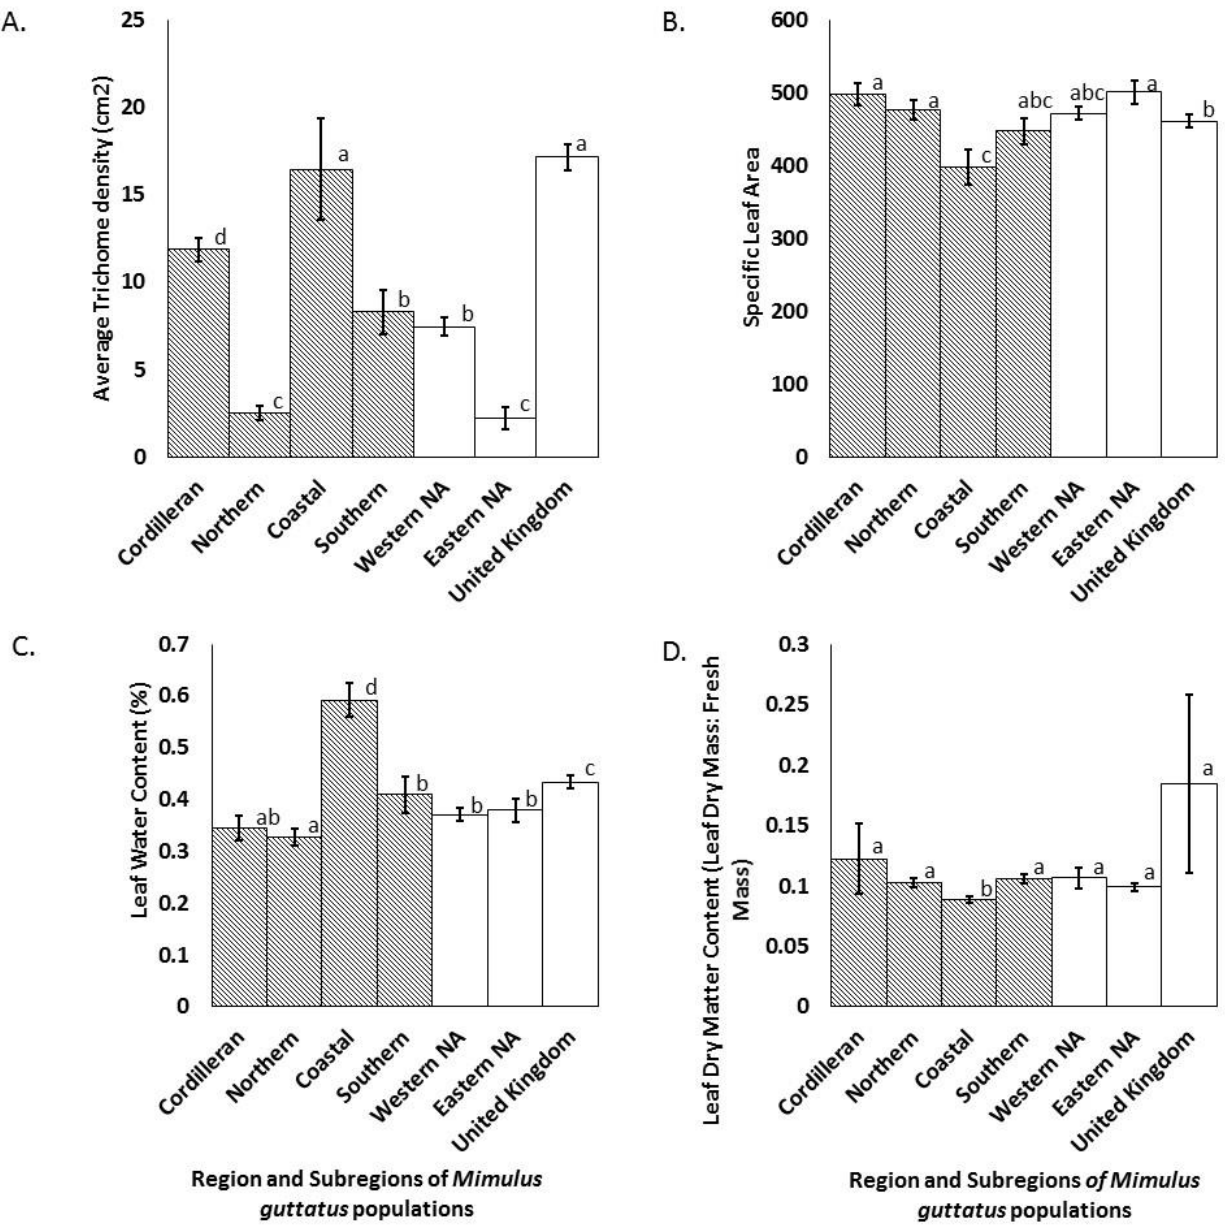 A.
Average Trichome density (cm2)
25
20
15
10
5
0
d
c
a
b
b
c
a
Cordilleran
Northern
Coastal
Southern
Western NA
Eastern NA
United Kingdom
B.
Specific Leaf Area
600
500
400
300
200
100
0
a
a
c
abc
abc
a
b
Cordilleran
Northern
Coastal
Southern
Western NA
Eastern NA
United Kingdom
C.
Leaf Water Content (%)
0.7
0.6
0.5
0.4
0.3
0.2
0.1
0
ab
a
d
b
b
b
c
Cordilleran
Northern
Coastal
Southern
Western NA
Eastern NA
United Kingdom
Region and Subregions of Mimulus
guttatus populations
D.
Leaf Dry Matter Content (Leaf Dry Mass: Fresh
Mass)
0.3
0.25
0.2
0.15
0.1
0.05
0
a
a
b
a
a
a
a
Cordilleran
Northern
Coastal
Southern
Western NA
Eastern NA
United Kingdom
Region and Subregions of Mimulus
guttatus populations